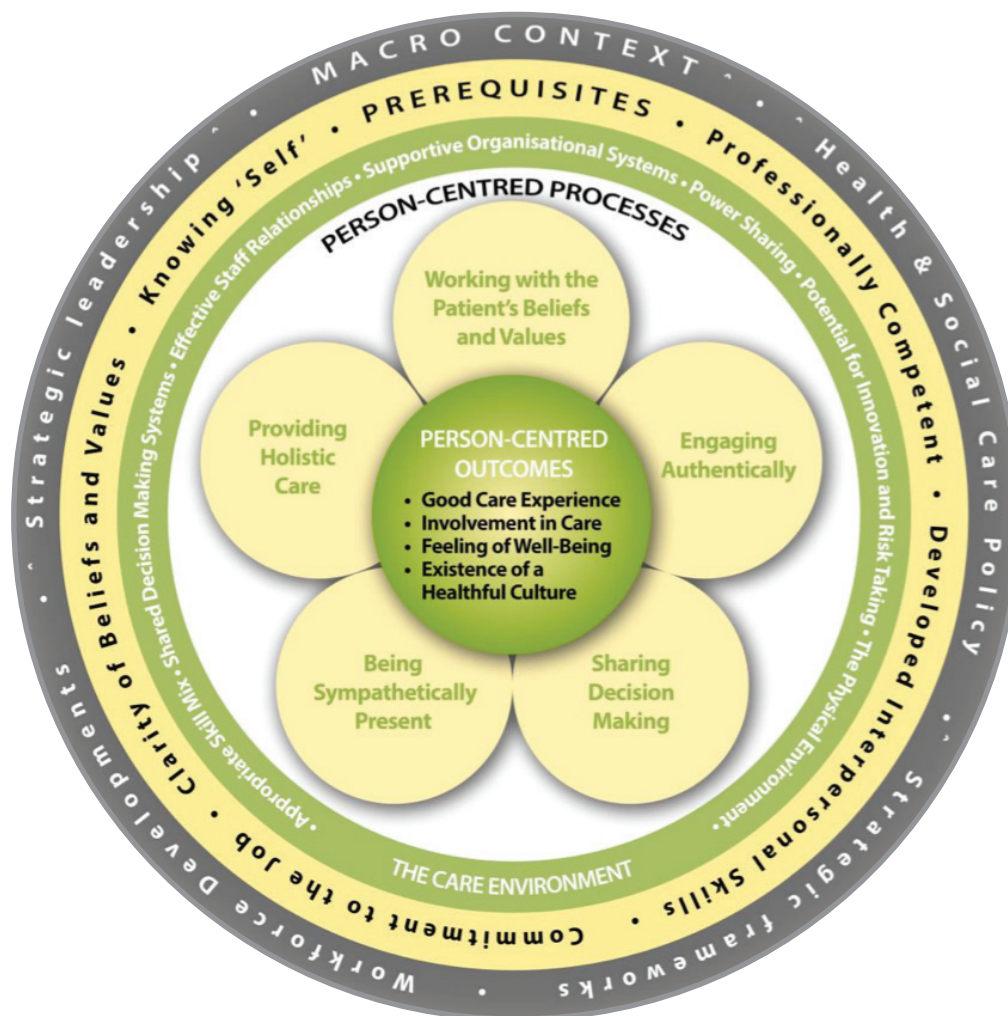 MACRO CONTEXT ˆ • ˆ Health & Social Care Policy ˆˆ Strategic frameworks • Workforce Developments • ˆ Strategic leadership ˆ •
PREREQUISITES • Professionally Competent • Developed Interpersonal Skills • Commitment to the Job • Clarity of Beliefs and Values • Knowing 'Self' •
THE CARE ENVIRONMENT
• Appropriate Skill Mix • Shared Decision Making Systems • Effective Staff Relationships • Supportive Organisational Systems • Power Sharing • Potential for Innovation and Risk Taking • The Physical Environment •
PERSON-CENTRED PROCESSES
Working with the
Patient's Beliefs
and Values
Providing
Holistic
Care
Engaging
Authentically
PERSON-CENTRED
OUTCOMES
• Good Care Experience
• Involvement in Care
• Feeling of Well-Being
• Existence of a
Healthful Culture
Being
Sympathetically
Present
Sharing
Decision
Making